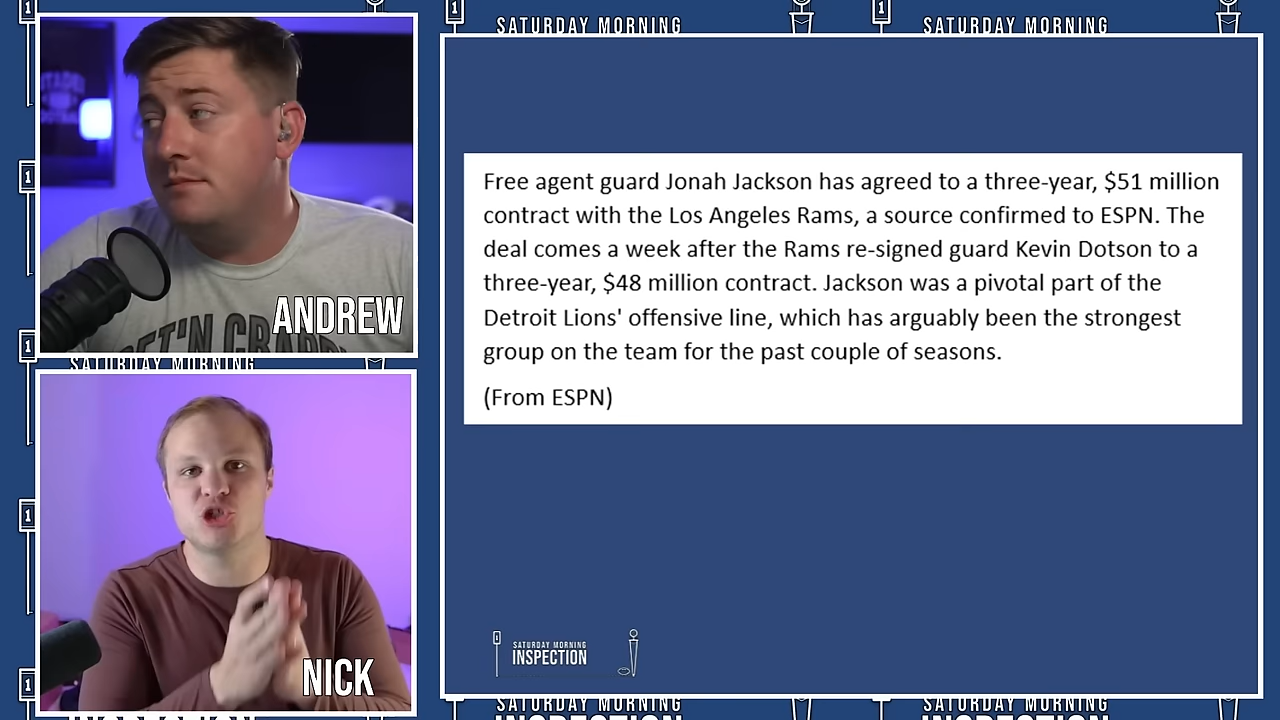 SATURDAY MORNING
SATURDAY MORNING
ANDREW
SATURDAY MORNING
NICK
Free agent guard Jonah Jackson has agreed to a three-year, $51 million
contract with the Los Angeles Rams, a source confirmed to ESPN. The
deal comes a week after the Rams re-signed guard Kevin Dotson to a
three-year, $48 million contract. Jackson was a pivotal part of the
Detroit Lions' offensive line, which has arguably been the strongest
group on the team for the past couple of seasons.
(From ESPN)
SATURDAY MORNING
INSPECTION
SATURDAY MORNING
SATURDAY MORNING